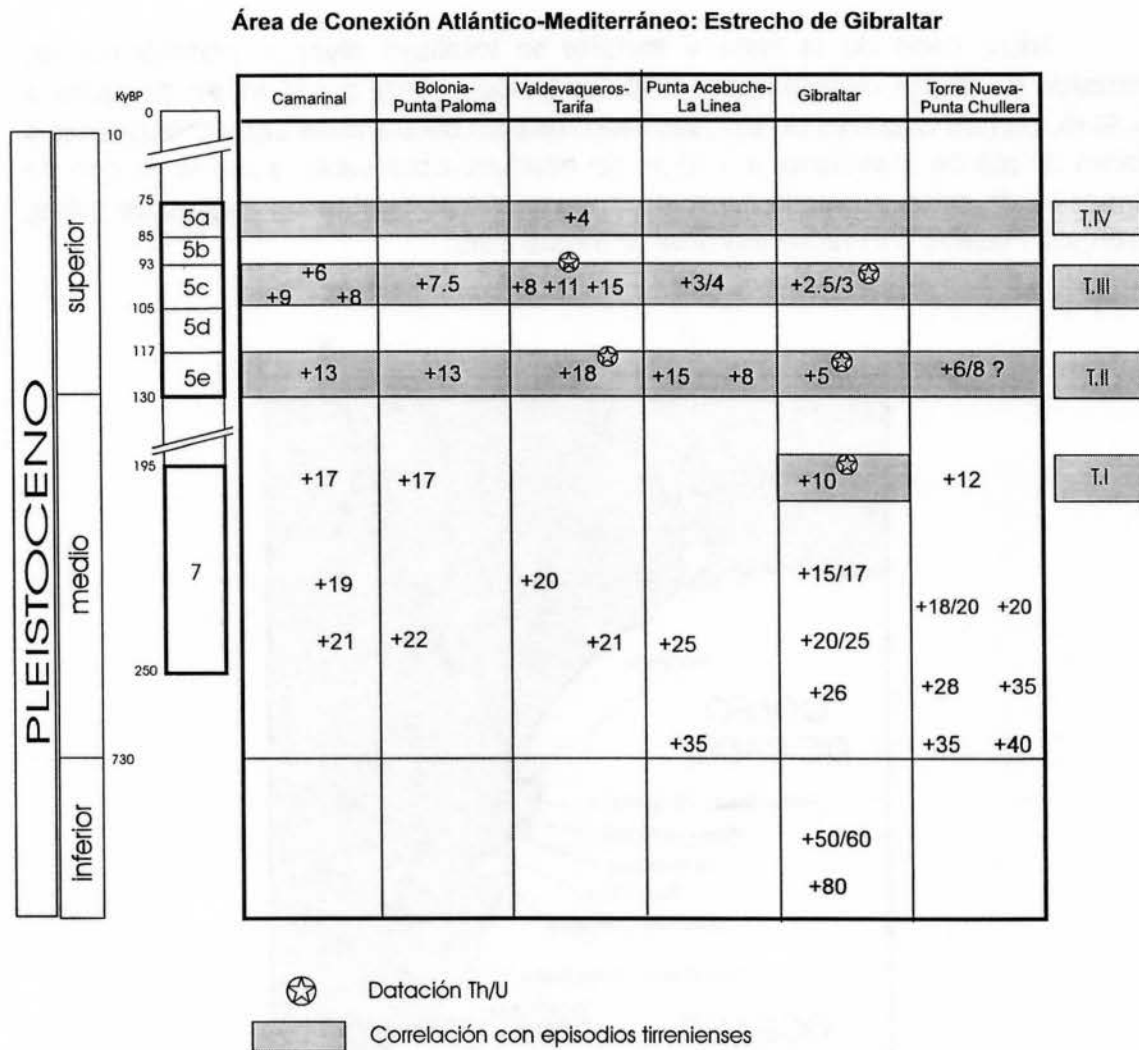 Área de Conexión Atlántico-Mediterráneo: Estrecho de Gibraltar
KyBP
Camarinal
Bolonia-
Punta Paloma
Valdevaqueros-
Tarifa
Punta Acebuche-
La Linea
Gibraltar
Torre Nueva-
Punta Chullera
0
10
75
5a
+4
T.IV
85
5b
93
5c
+6
+9 +8
+7.5
+8 +11 +15
+3/4
+2.5/3
T.III
105
5d
117
5e
+13
+13
+18
+15 +8
+5
+6/8 ?
T.II
130
195
+17
+17
+10
+12
T.I
7
+19
+20
+15/17
+18/20 +20
+21
+22
+21
+25
+20/25
250
+26
+28 +35
+35
+35 +40
730
+50/60
+80
PLEISTOCENO
superior
medio
inferior
Datación Th/U
Correlación con episodios tirrenienses